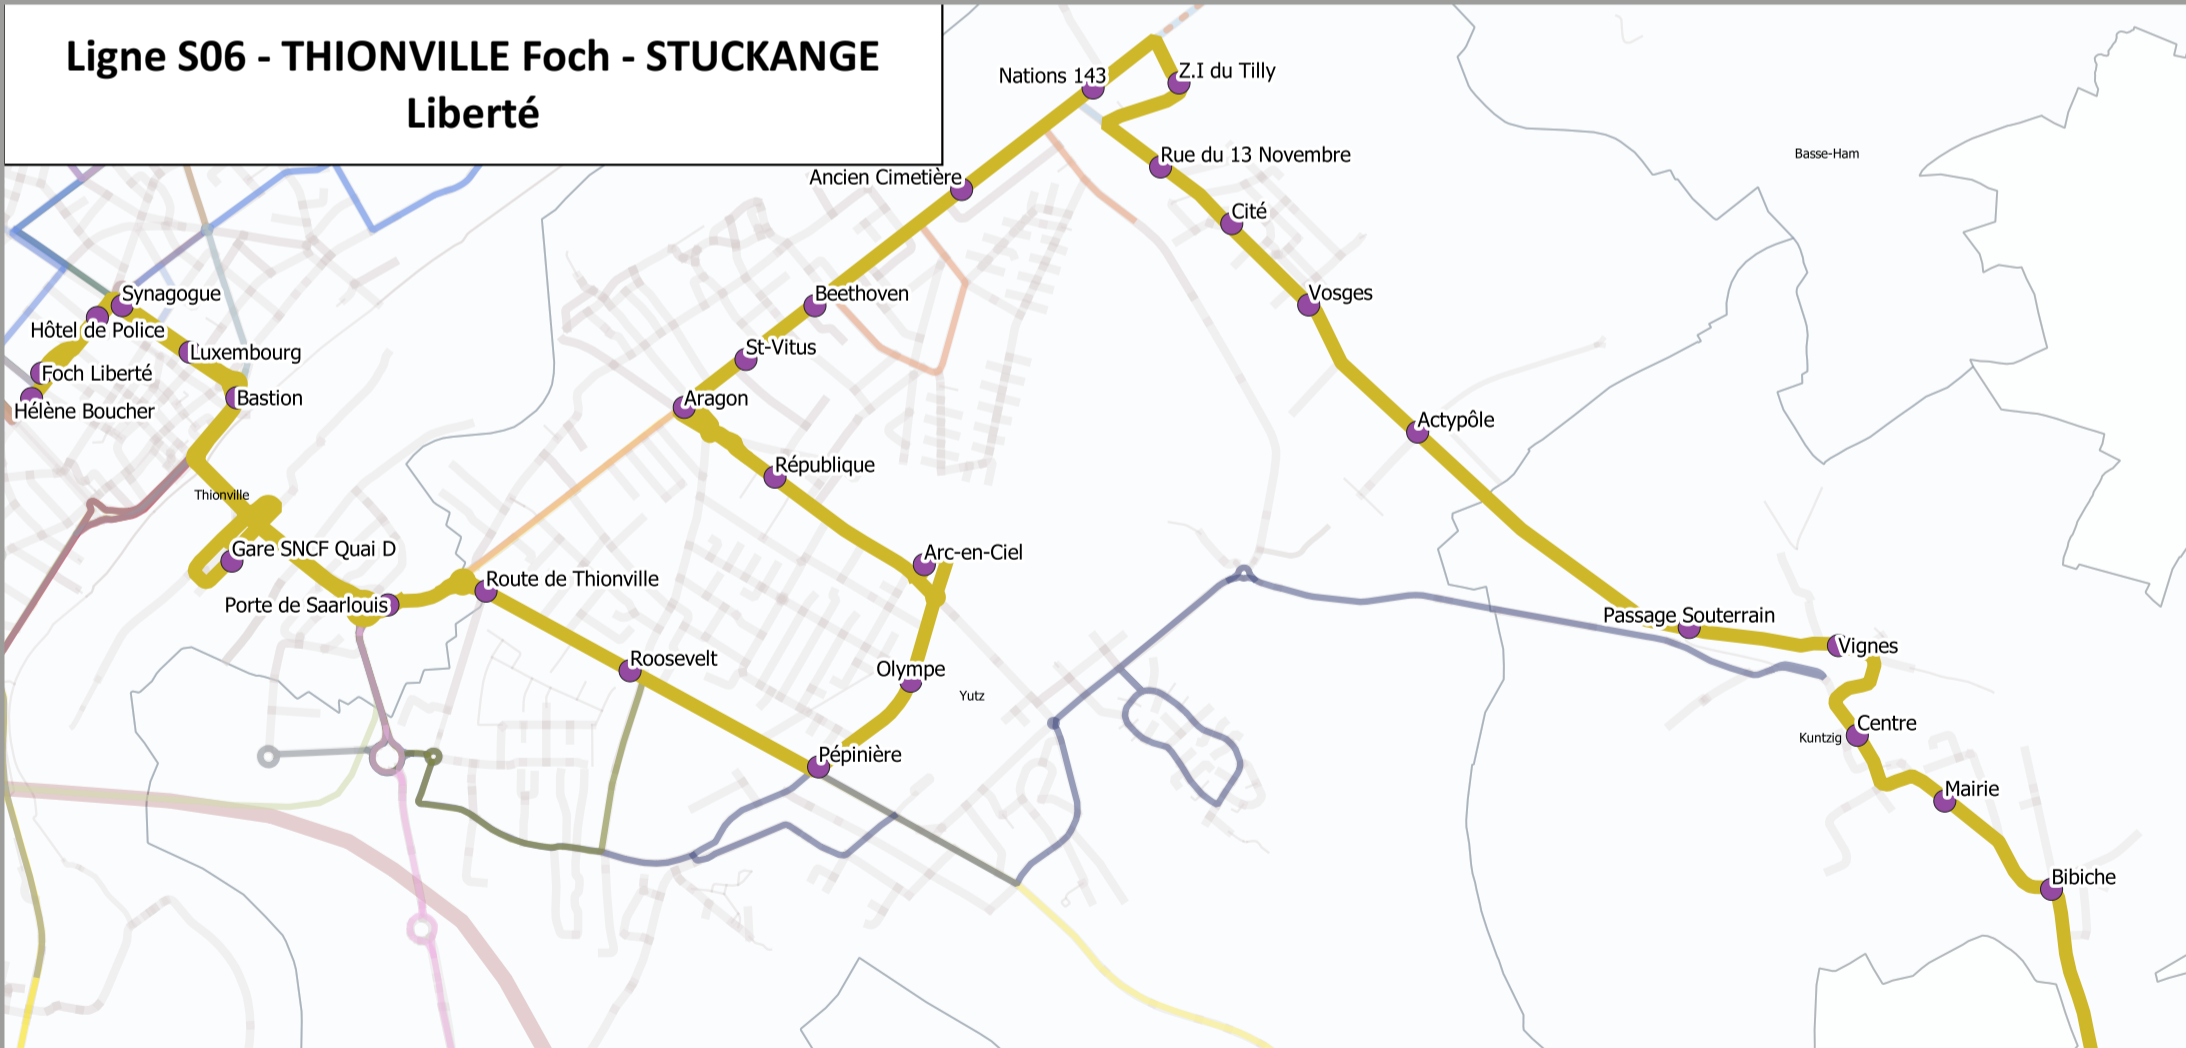 Ligne S06 - THIONVILLE Foch - STUCKANGE
Liberté
Nations 143
Z.I du Tilly
Rue du 13 Novembre
Basse-Ham
Ancien Cimetière
Cité
Synagogue
Beethoven
Vosges
Hôtel de Police
Luxembourg
St-Vitus
Foch Liberté
Bastion
Aragon
Hélène Boucher
Actypôle
République
Thionville
Gare SNCF Quai D
Arc-en-Ciel
Route de Thionville
Porte de Saarlouis
Passage Souterrain
Vignes
Roosevelt
Olympe
Yutz
Centre
Kuntzig
Pépinière
Mairie
Bibiche